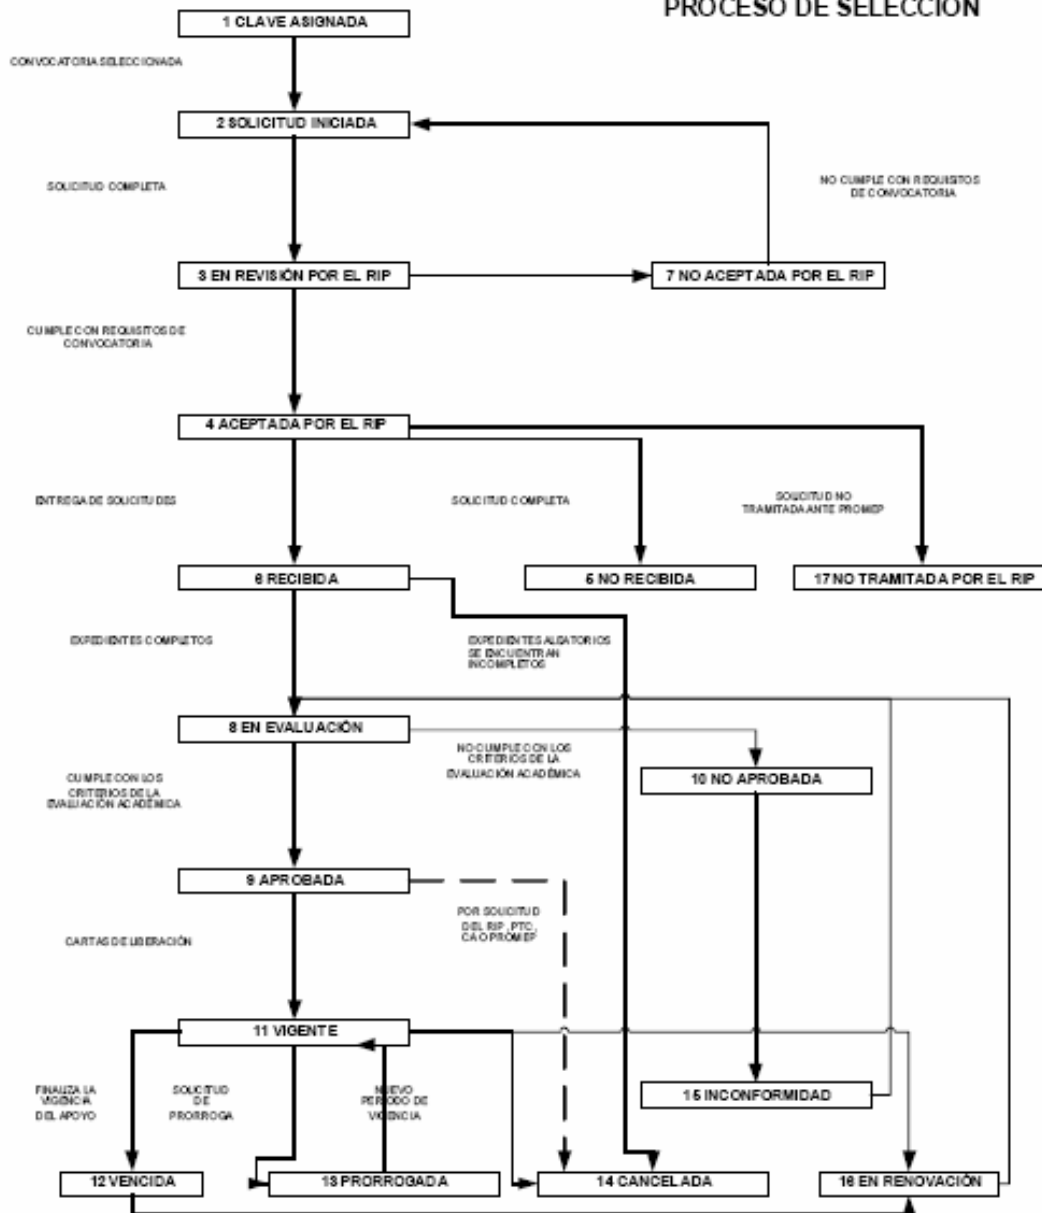 PROCESO DE SELECCIÓN
1 CLAVE ASIGNADA
CONVOCATORIA SELECCIONADA
2 SOLICITUD INICIADA
SOLICITUD COMPLETA
NO CUMPLE CON REQUISITOS
DE CONVOCATORIA
3 EN REVISIÓN POR EL RIP
7 NO ACEPTADA POR EL RIP
CUMPLE CON REQUISITOS DE
CONVOCATORIA
4 ACEPTADA POR EL RIP
ENTREGA DE SOLICITUDES
SOLICITUD COMPLETA
SOLICITUD NO
TRAMITADA ANTE PROMEP
6 RECIBIDA
5 NO RECIBIDA
17 NO TRAMITADA POR EL RIP
EXPEDIENTES COMPLETOS
EXPEDIENTES ALEATORIOS
SE ENCUENTRAN
INCOMPLETOS
8 EN EVALUACIÓN
NO CUMPLE CON LOS
CRITERIOS DE LA
EVALUACIÓN ACADÉMICA
10 NO APROBADA
CUMPLE CON LOS
CRITERIOS DE LA
EVALUACIÓN ACADÉMICA
9 APROBADA
POR SOLICITUD
DEL RIP, PTC,
CA O PROMEP
CARTAS DE LIBERACIÓN
11 VIGENTE
FINALIZA LA
VIGENCIA
DEL APOYO
SOLICITUD
DE
PRORROGA
NUEVO
PERIODO DE
VIGENCIA
15 INCONFORMIDAD
12 VENCIDA
13 PRORROGADA
14 CANCELADA
16 EN RENOVACIÓN